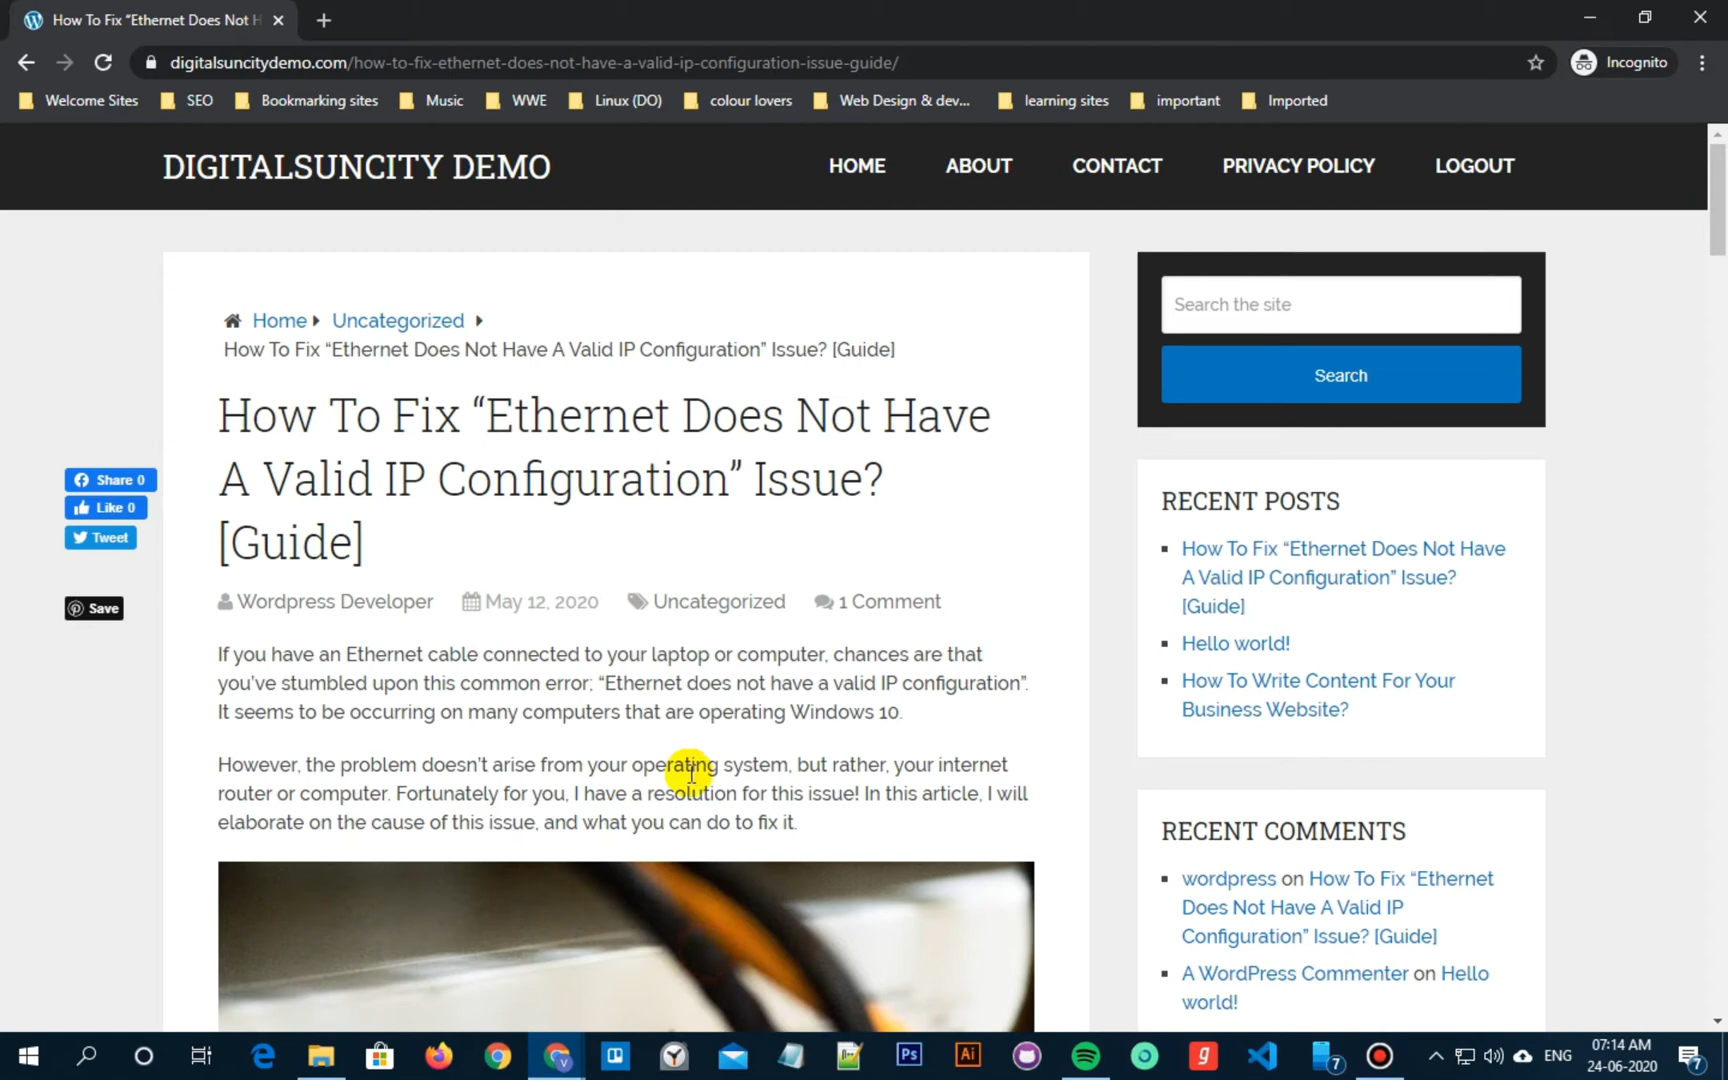 How To Fix “Ethernet Does Not H
digitalsuncitydemo.com/how-to-fix-ethernet-does-not-have-a-valid-ip-configuration-issue-guide/
Incognito
Welcome Sites
SEO
Bookmarking sites
Music
WWE
Linux (DO)
colour lovers
Web Design & dev...
learning sites
important
Imported
DIGITALSUNCITY DEMO
HOME
ABOUT
CONTACT
PRIVACY POLICY
LOGOUT
Home
Uncategorized
How To Fix “Ethernet Does Not Have A Valid IP Configuration” Issue? [Guide]
How To Fix “Ethernet Does Not Have
A Valid IP Configuration” Issue?
[Guide]
Wordpress Developer
May 12, 2020
Uncategorized
1 Comment
If you have an Ethernet cable connected to your laptop or computer, chances are that
you've stumbled upon this common error; “Ethernet does not have a valid IP configuration”.
It seems to be occurring on many computers that are operating Windows 10.
However, the problem doesn't arise from your operating system, but rather, your internet
router or computer. Fortunately for you, I have a resolution for this issue! In this article, I will
elaborate on the cause of this issue, and what you can do to fix it.
Share 0
Like 0
Tweet
Save
Search the site
Search
RECENT POSTS
How To Fix “Ethernet Does Not Have
A Valid IP Configuration” Issue?
[Guide]
Hello world!
How To Write Content For Your
Business Website?
RECENT COMMENTS
wordpress on How To Fix “Ethernet
Does Not Have A Valid IP
Configuration” Issue? [Guide]
A WordPress Commenter on Hello
world!
V
Ps
Ai
g
7
ENG
07:14 AM
24-06-2020
7